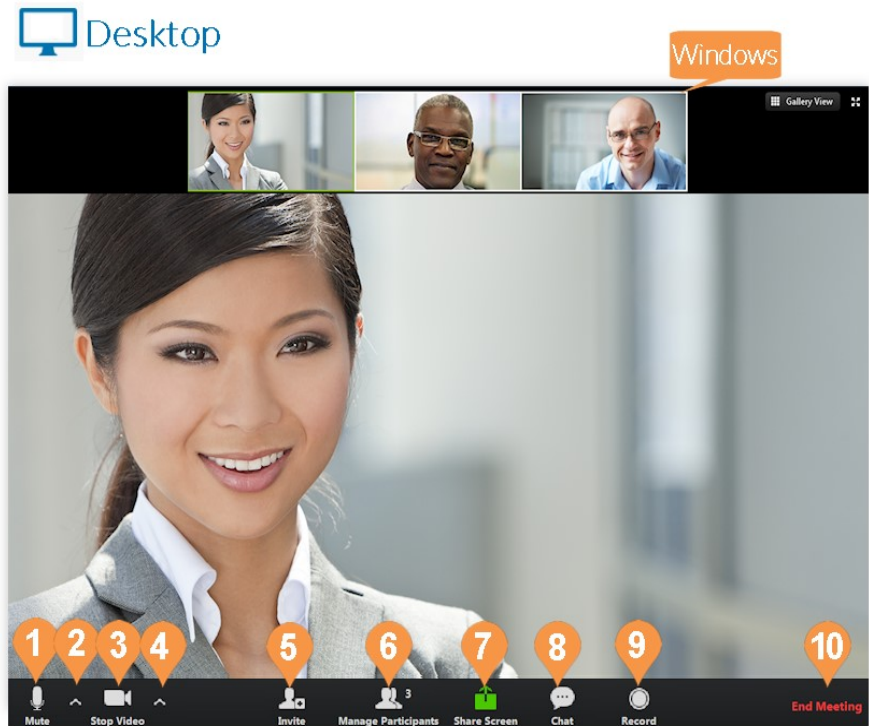 Desktop
Windows
Gallery View
1 2 3 4 5 6 7 8 9 10
3
Mute Stop Video Invite Manage Participants Share Screen Chat Record End Meeting